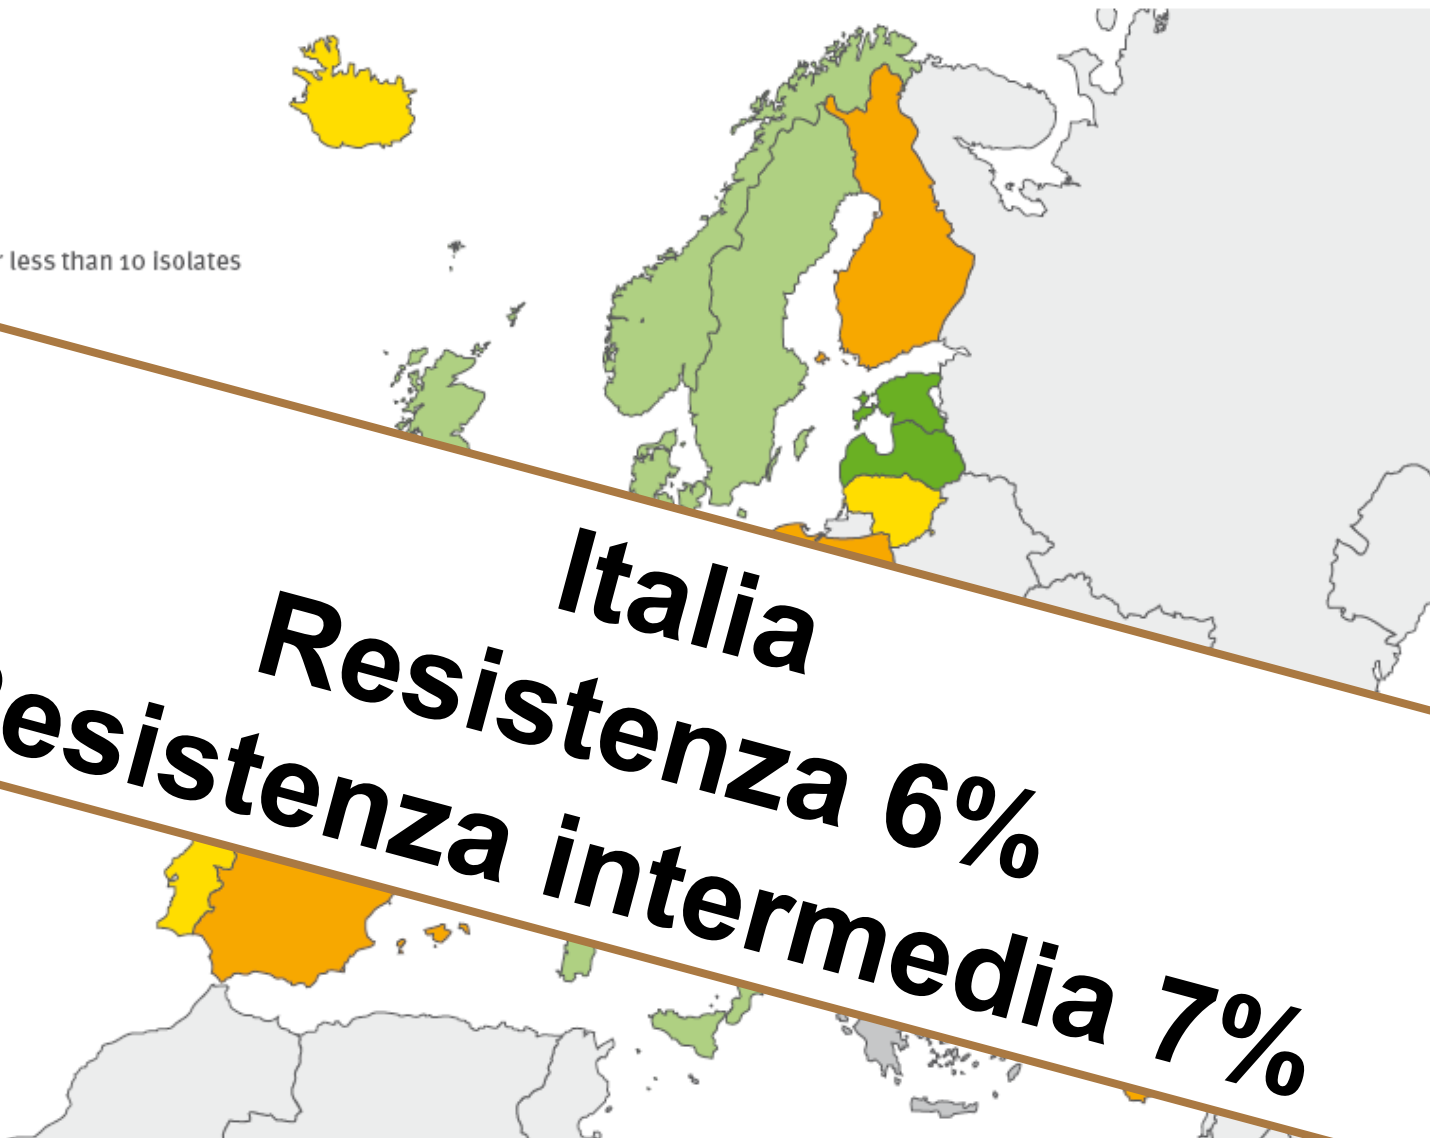 less than 10 isolates
Italia
Resistenza 6%
esistenza intermedia 7%